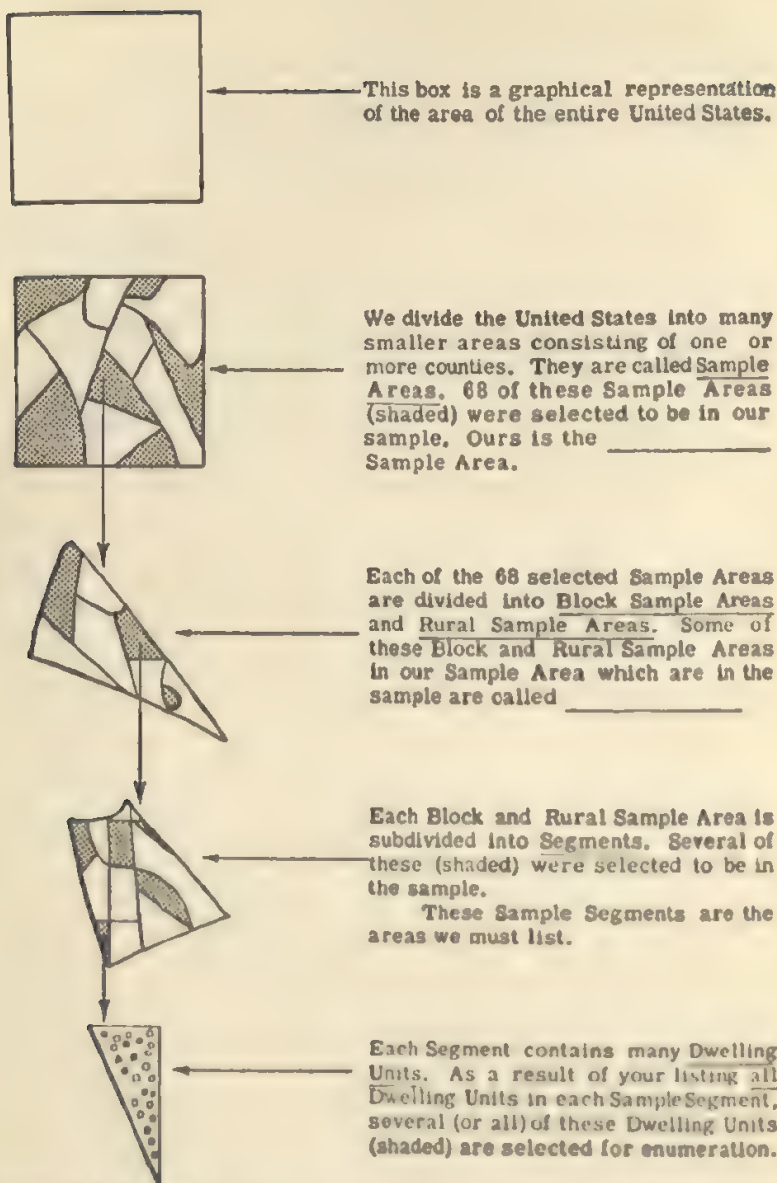 This box is a graphical representation
of the area of the entire United States.
We divide the United States into many
smaller areas consisting of one or
more counties. They are called Sample
Areas. 68 of these Sample Areas
(shaded) were selected to be in our
sample. Ours is the ____________
Sample Area.
Each of the 68 selected Sample Areas
are divided into Block Sample Areas
and Rural Sample Areas. Some of
these Block and Rural Sample Areas
in our Sample Area which are in the
sample are called ____________
Each Block and Rural Sample Area is
subdivided into Segments. Several of
these (shaded) were selected to be in
the sample.
These Sample Segments are the
areas we must list.
Each Segment contains many Dwelling
Units. As a result of your listing all
Dwelling Units in each Sample Segment,
several (or all) of these Dwelling Units
(shaded) are selected for enumeration.